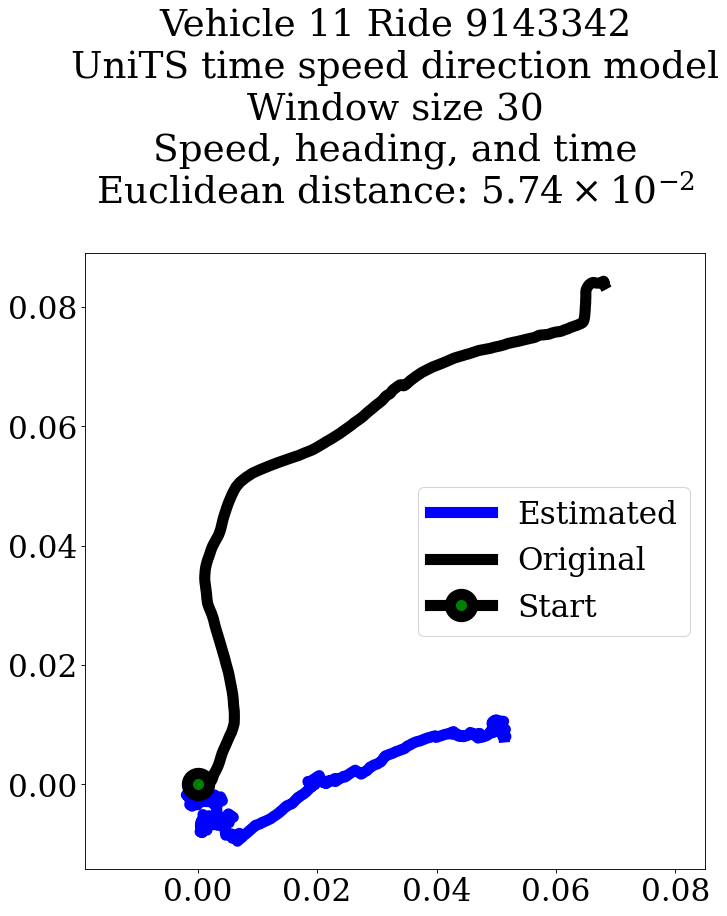 Vehicle 11 Ride 9143342
UniTS time speed direction model
Window size 30
Speed, heading, and time
Euclidean distance: 5.74 × 10⁻²
0.08
0.06
0.04
0.02
0.00
Estimated
Original
Start
0.00 0.02 0.04 0.06 0.08